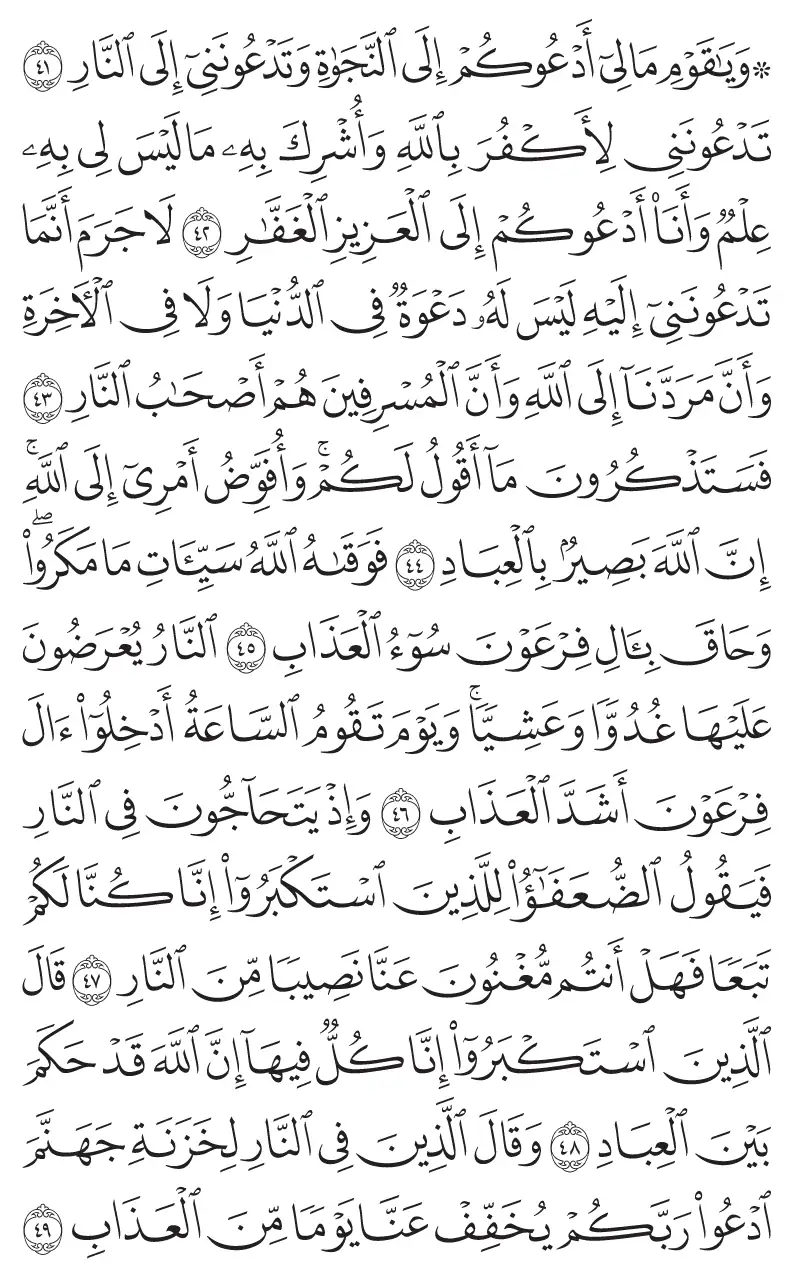 ۞ وَيَٰقَوْمِ مَا لِيٓ أَدْعُوكُمْ إِلَى ٱلنَّجَوٰةِ وَتَدْعُونَنِيٓ إِلَى ٱلنَّارِ ٤١
تَدْعُونَنِي لِأَكْفُرَ بِٱللَّهِ وَأُشْرِكَ بِهِۦ مَا لَيْسَ لِي بِهِۦ
عِلْمٌ وَأَنَا۠ أَدْعُوكُمْ إِلَى ٱلْعَزِيزِ ٱلْغَفَّٰرِ ٤٢ لَا جَرَمَ أَنَّمَا
تَدْعُونَنِيٓ إِلَيْهِ لَيْسَ لَهُۥ دَعْوَةٌ فِي ٱلدُّنْيَا وَلَا فِي ٱلْأٓخِرَةِ
وَأَنَّ مَرَدَّنَآ إِلَى ٱللَّهِ وَأَنَّ ٱلْمُسْرِفِينَ هُمْ أَصْحَٰبُ ٱلنَّارِ ٤٣
فَسَتَذْكُرُونَ مَآ أَقُولُ لَكُمْۚ وَأُفَوِّضُ أَمْرِيٓ إِلَى ٱللَّهِۚ
إِنَّ ٱللَّهَ بَصِيرٌۢ بِٱلْعِبَادِ ٤٤ فَوَقَىٰهُ ٱللَّهُ سَيِّـَٔاتِ مَا مَكَرُوا۟ۖ
وَحَاقَ بِـَٔالِ فِرْعَوْنَ سُوٓءُ ٱلْعَذَابِ ٤٥ ٱلنَّارُ يُعْرَضُونَ
عَلَيْهَا غُدُوًّا وَعَشِيًّاۚ وَيَوْمَ تَقُومُ ٱلسَّاعَةُ أَدْخِلُوٓا۟ ءَالَ
فِرْعَوْنَ أَشَدَّ ٱلْعَذَابِ ٤٦ وَإِذْ يَتَحَآجُّونَ فِي ٱلنَّارِ
فَيَقُولُ ٱلضُّعَفَٰٓؤُا۟ لِلَّذِينَ ٱسْتَكْبَرُوٓا۟ إِنَّا كُنَّا لَكُمْ
تَبَعًا فَهَلْ أَنتُم مُّغْنُونَ عَنَّا نَصِيبًا مِّنَ ٱلنَّارِ ٤٧ قَالَ
ٱلَّذِينَ ٱسْتَكْبَرُوٓا۟ إِنَّا كُلٌّ فِيهَآ إِنَّ ٱللَّهَ قَدْ حَكَمَ
بَيْنَ ٱلْعِبَادِ ٤٨ وَقَالَ ٱلَّذِينَ فِي ٱلنَّارِ لِخَزَنَةِ جَهَنَّمَ
ٱدْعُوا۟ رَبَّكُمْ يُخَفِّفْ عَنَّا يَوْمًا مِّنَ ٱلْعَذَابِ ٤٩